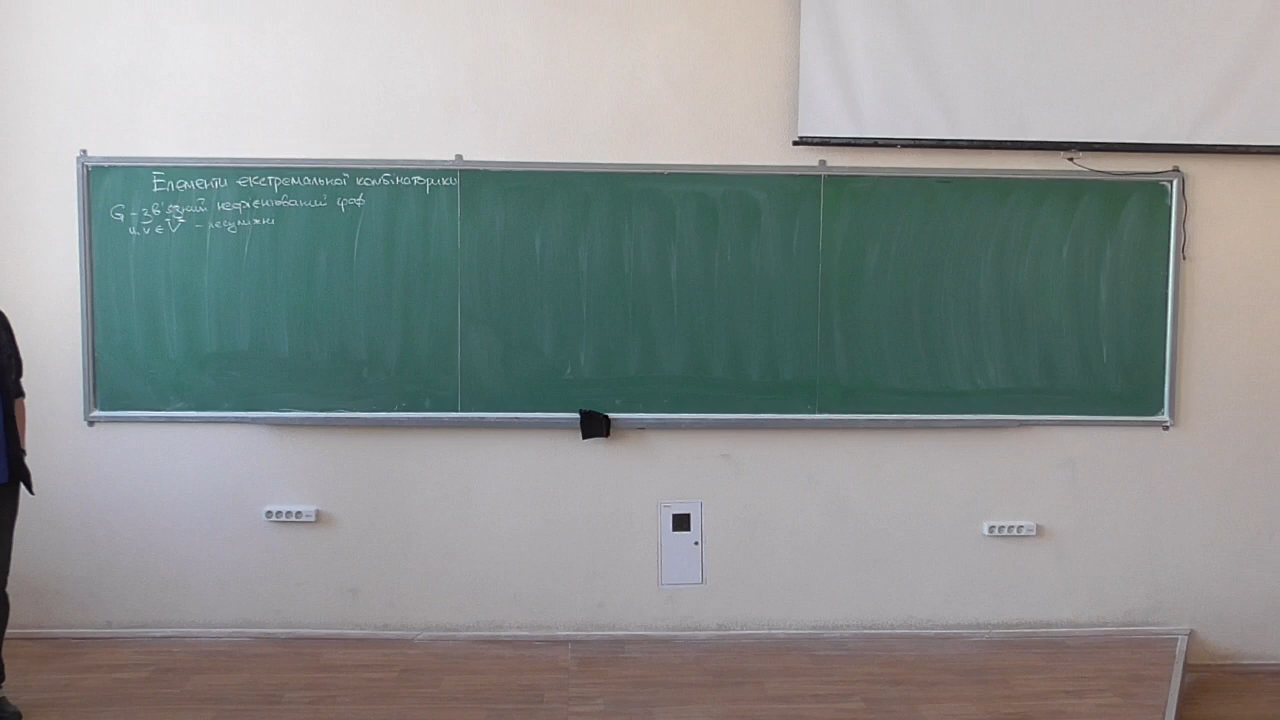 Елементи екстремальної комбінаторики
G - зв'язний неорієнтований граф
u, v ∈ V - несуміжні